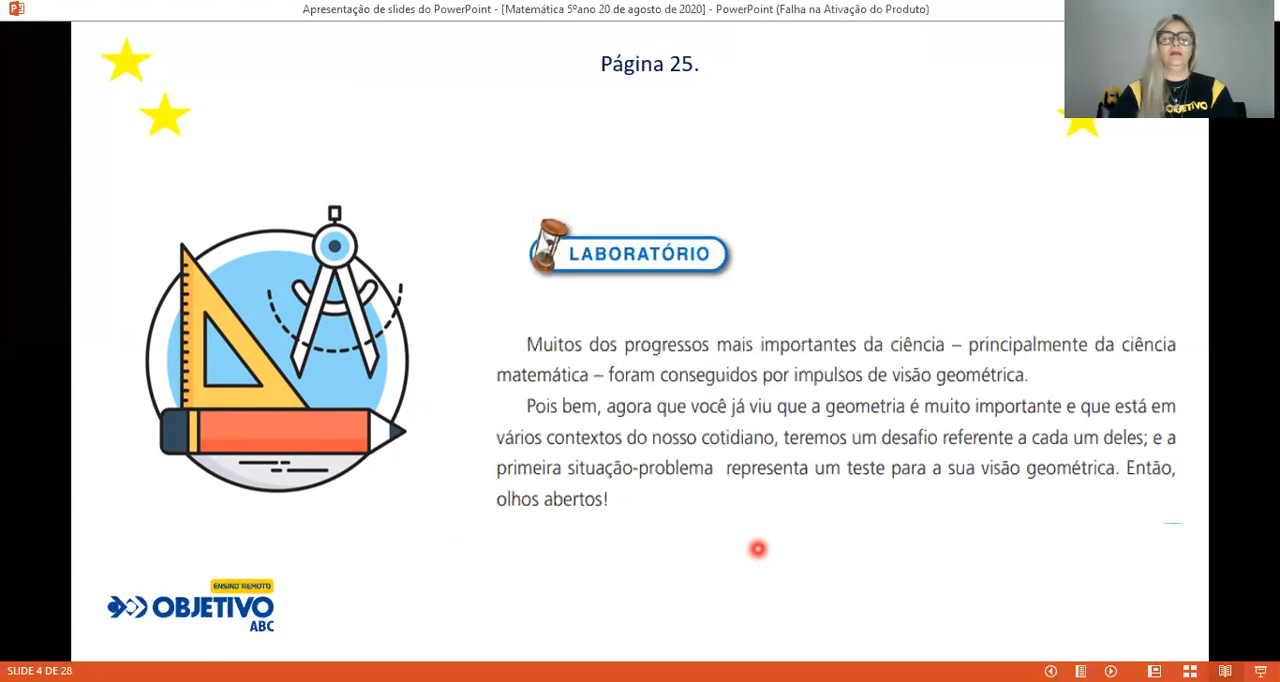 Apresentação de slides do PowerPoint - [Matemática 5ºano 20 de agosto de 2020] - PowerPoint (Falha na Ativação do Produto)
Página 25.
OBJETIVO
LABORATÓRIO
Muitos dos progressos mais importantes da ciência – principalmente da ciência
matemática – foram conseguidos por impulsos de visão geométrica.
Pois bem, agora que você já viu que a geometria é muito importante e que está em
vários contextos do nosso cotidiano, teremos um desafio referente a cada um deles; e a
primeira situação-problema representa um teste para a sua visão geométrica. Então,
olhos abertos!
ENSINO REMOTO
OBJETIVO
ABC
SLIDE 4 DE 28